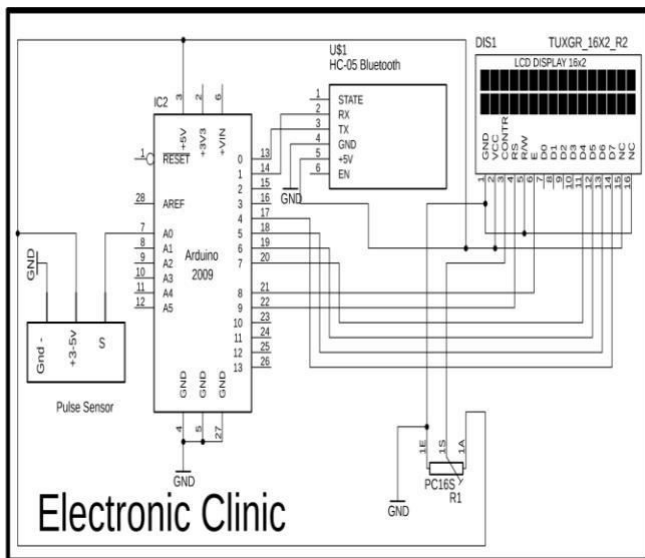 DIS1 TUXGR_16X2_R2
LCD DISPLAY 16x2
GND
VCC
CONTR
RS
R/W
E
D0
D1
D2
D3
D4
D5
D6
D7
NC
NC
1 2 3 4 5 6 7 8 9 10 11 12 13 14 15 16
U$1
HC-05 Bluetooth
1 STATE
2 RX
3 TX
4 GND
5 +5V
6 EN
GND
IC2
3 2 6
+5V
+3V3
+VIN
1 RESET
28 AREF
7 A0
8 A1
9 A2
10 A3
11 A4
12 A5
Arduino
2009
0 13
1 14
2 15
3 16
4 17
5 18
6 19
7 20
8 21
9 22
10 23
11 24
12 25
13 26
GND
GND
GND
4 5 27
GND
GND
Gnd -
+3-5v
S
Pulse Sensor
1E
1S
1A
PC16S
R1
GND
Electronic Clinic